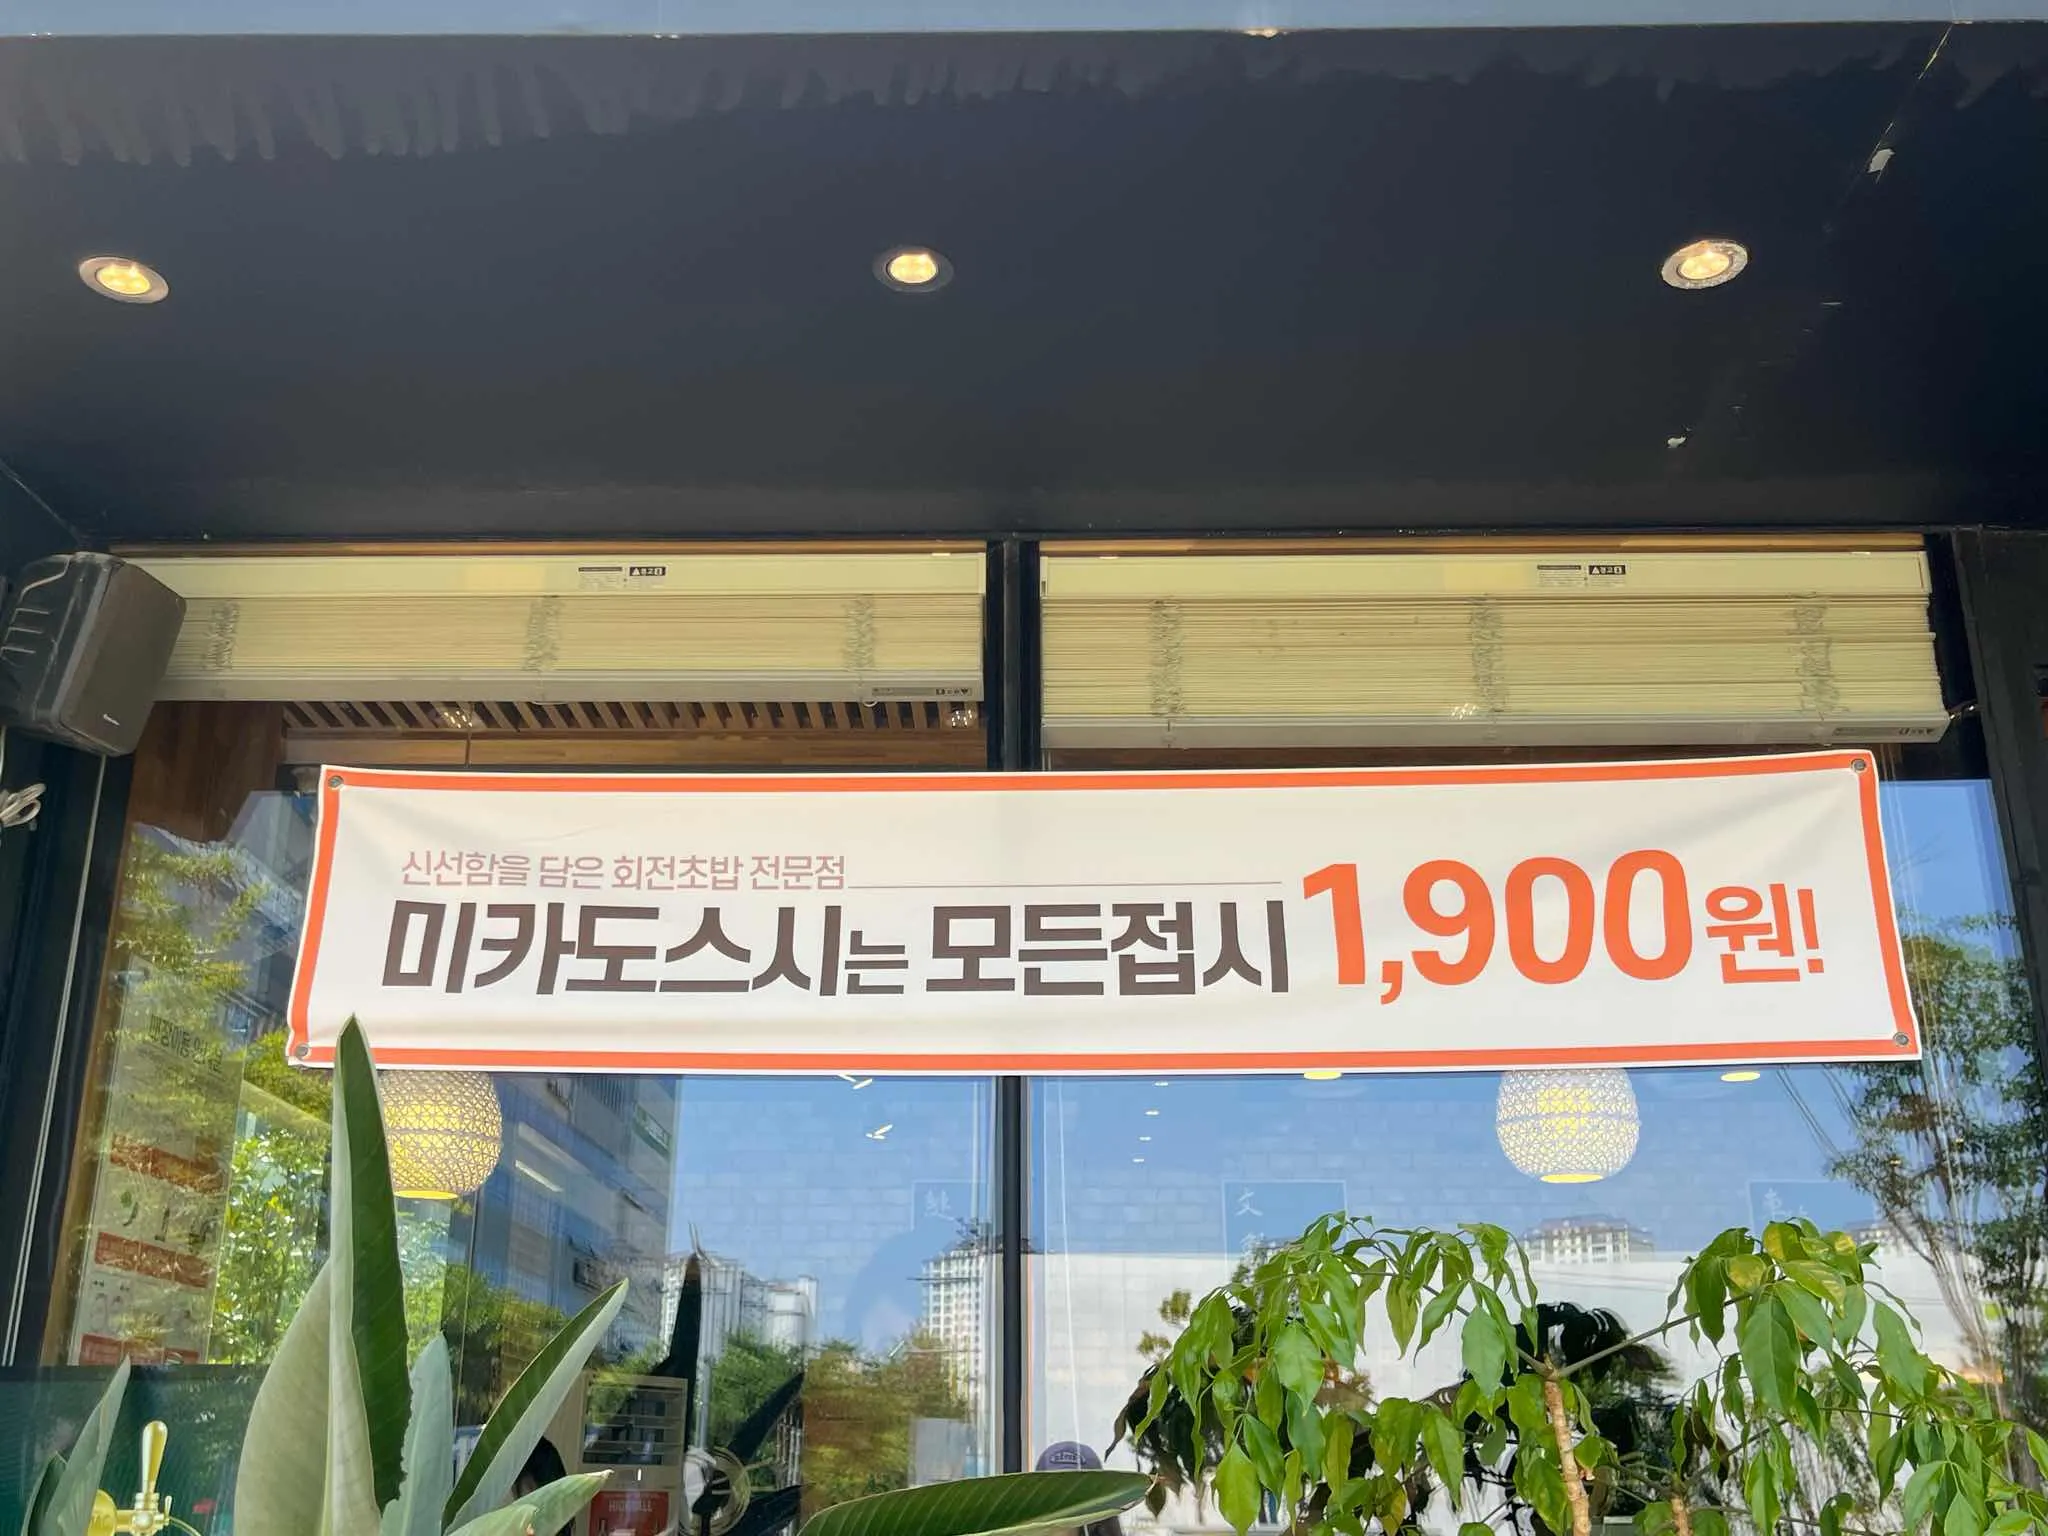 신선함을 담은 회전초밥 전문점
미카도스시는 모든접시 1,900원!
文